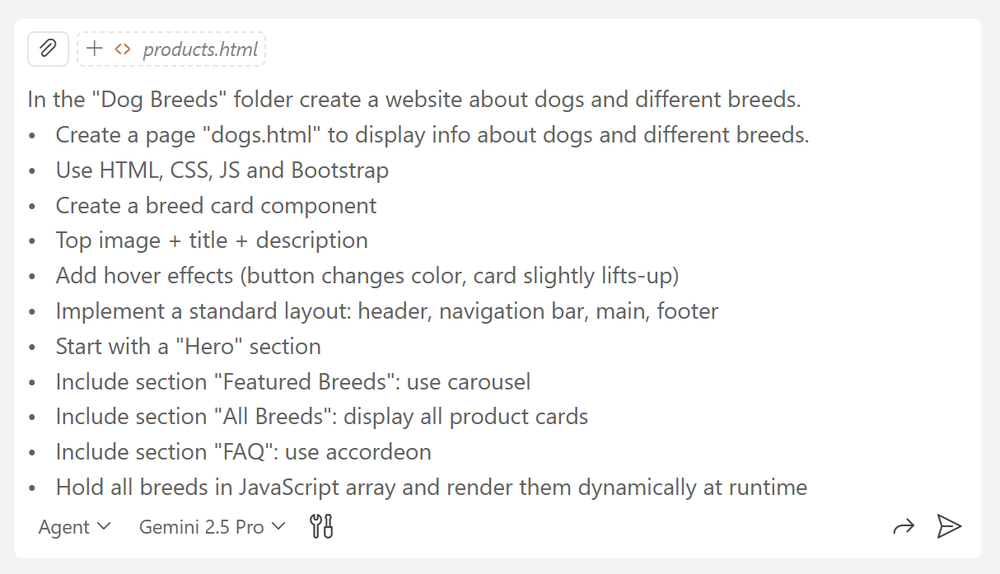 products.html
In the "Dog Breeds" folder create a website about dogs and different breeds.
• Create a page "dogs.html" to display info about dogs and different breeds.
• Use HTML, CSS, JS and Bootstrap
• Create a breed card component
• Top image + title + description
• Add hover effects (button changes color, card slightly lifts-up)
• Implement a standard layout: header, navigation bar, main, footer
• Start with a "Hero" section
• Include section "Featured Breeds": use carousel
• Include section "All Breeds": display all product cards
• Include section "FAQ": use accordeon
• Hold all breeds in JavaScript array and render them dynamically at runtime
Agent Gemini 2.5 Pro